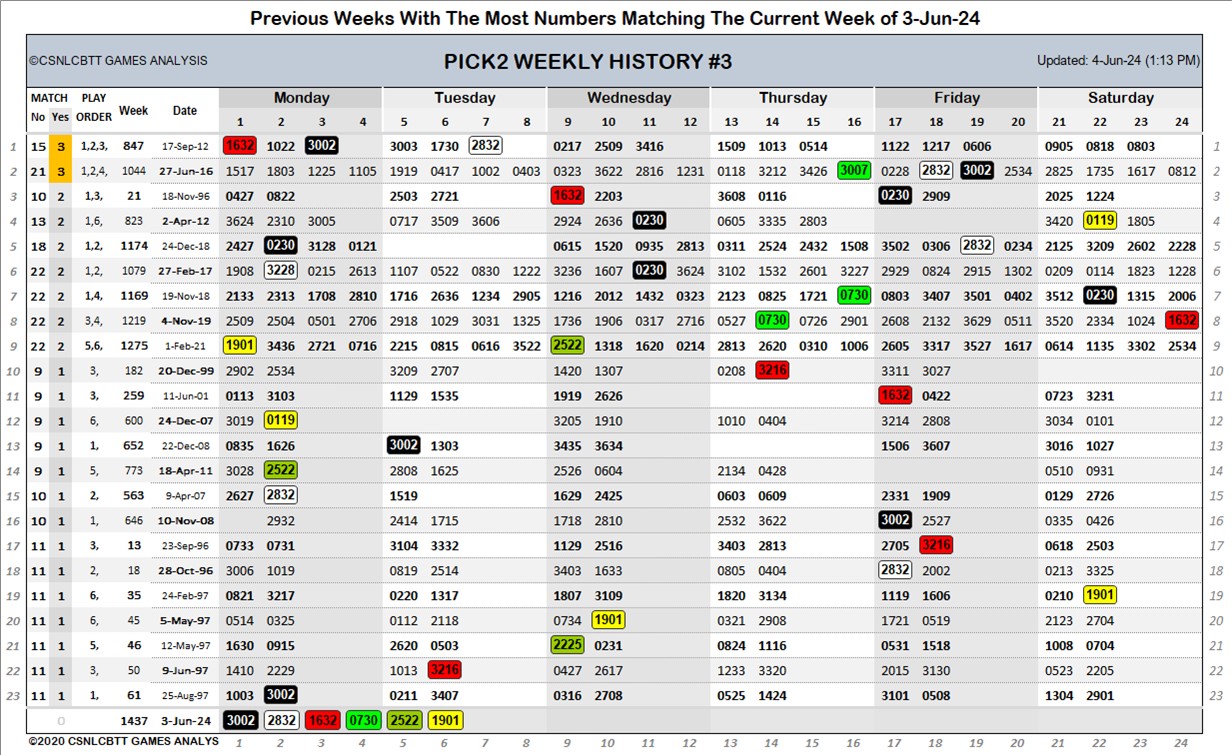 Previous Weeks With The Most Numbers Matching The Current Week of 3-Jun-24
©CSNLCBTT GAMES ANALYSIS PICK2 WEEKLY HISTORY #3 Updated: 4-Jun-24 (1:13 PM)
MATCH PLAY Week Date Monday Tuesday Wednesday Thursday Friday Saturday
No Yes ORDER 1 2 3 4 5 6 7 8 9 10 11 12 13 14 15 16 17 18 19 20 21 22 23 24
1 15 3 1,2,3, 847 17-Sep-12 1632 1022 3002 3003 1730 2832 0217 2509 3416 1509 1013 0514 1122 1217 0606 0905 0818 0803 1
2 21 3 1,2,4, 1044 27-Jun-16 1517 1803 1225 1105 1919 0417 1002 0403 0323 3622 2816 1231 0118 3212 3426 3007 0228 2832 3002 2534 2825 1735 1617 0812 2
3 10 2 1,3, 21 18-Nov-96 0427 0822 2503 2721 1632 2203 3608 0116 0230 2909 2025 1224 3
4 13 2 1,6, 823 2-Apr-12 3624 2310 3005 0717 3509 3606 2924 2636 0230 0605 3335 2803 3420 0119 1805 4
5 18 2 1,2, 1174 24-Dec-18 2427 0230 3128 0121 0615 1520 0935 2813 0311 2524 2432 1508 3502 0306 2832 0234 2125 3209 2602 2228 5
6 22 2 1,2, 1079 27-Feb-17 1908 3228 0215 2613 1107 0522 0830 1222 3236 1607 0230 3624 3102 1532 2601 3227 2929 0824 2915 1302 0209 0114 1823 1228 6
7 22 2 1,4, 1169 19-Nov-18 2133 2313 1708 2810 1716 2636 1234 2905 1210 2012 1432 0323 2123 0825 1721 0730 0803 3407 3501 0402 3512 0230 1315 2006 7
8 22 2 3,4, 1219 4-Nov-19 2509 2504 0501 2706 2918 1029 3031 1325 1736 1906 0317 2716 0527 0730 0726 2901 2608 2132 3629 0511 3520 2334 1024 1632 8
9 22 2 5,6, 1275 1-Feb-21 1901 3436 2721 0716 2215 0815 0616 3522 2522 1318 1620 0214 2813 2620 0310 1006 2605 3317 3527 1617 0614 1135 3302 2534 9
10 9 1 3, 182 20-Dec-99 2902 2534 3209 2707 1420 1307 0208 3216 3311 3027 10
11 9 1 3, 259 11-Jun-01 0113 3103 1129 1535 1919 2626 1632 0422 0723 3231 11
12 9 1 6, 600 24-Dec-07 3019 0119 3205 1910 1010 0404 3214 2808 3034 0101 12
13 9 1 1, 652 22-Dec-08 0835 1626 3002 1303 3435 3634 1506 3607 3016 1027 13
14 9 1 5, 773 18-Apr-11 3028 2522 2808 1625 2526 0604 2134 0428 0510 0931 14
15 10 1 2, 563 9-Apr-07 2627 2832 1519 1629 2425 0603 0609 2331 1909 0129 2726 15
16 10 1 1, 646 10-Nov-08 2932 2414 1715 1718 2810 2532 3622 3002 2527 0335 0426 16
17 11 1 3, 13 23-Sep-96 0733 0731 3104 3332 1129 2516 3403 2813 2705 3216 0618 2503 17
18 11 1 2, 18 28-Oct-96 3006 1019 0819 2514 3403 1633 0805 0404 2832 2002 0213 3325 18
19 11 1 6, 35 24-Feb-97 0821 3217 0220 1317 1807 3109 1820 3134 1119 1606 0210 1901 19
20 11 1 6, 45 5-May-97 0514 0325 0112 2118 0734 1901 0321 2908 1721 0519 2123 2704 20
21 11 1 5, 46 12-May-97 1630 0915 2620 0503 2225 0231 0824 1116 0531 1518 1008 0704 21
22 11 1 3, 50 9-Jun-97 1410 2229 1013 3216 0427 2617 1233 3320 2015 3130 0523 2205 22
23 11 1 1, 61 25-Aug-97 1003 3002 0211 3407 0316 2708 0525 1424 3101 0508 1304 2901 23
0 1437 3-Jun-24 3002 2832 1632 0730 2522 1901
©2020 CSNLCBTT GAMES ANALYS 1 2 3 4 5 6 7 8 9 10 11 12 13 14 15 16 17 18 19 20 21 22 23 24